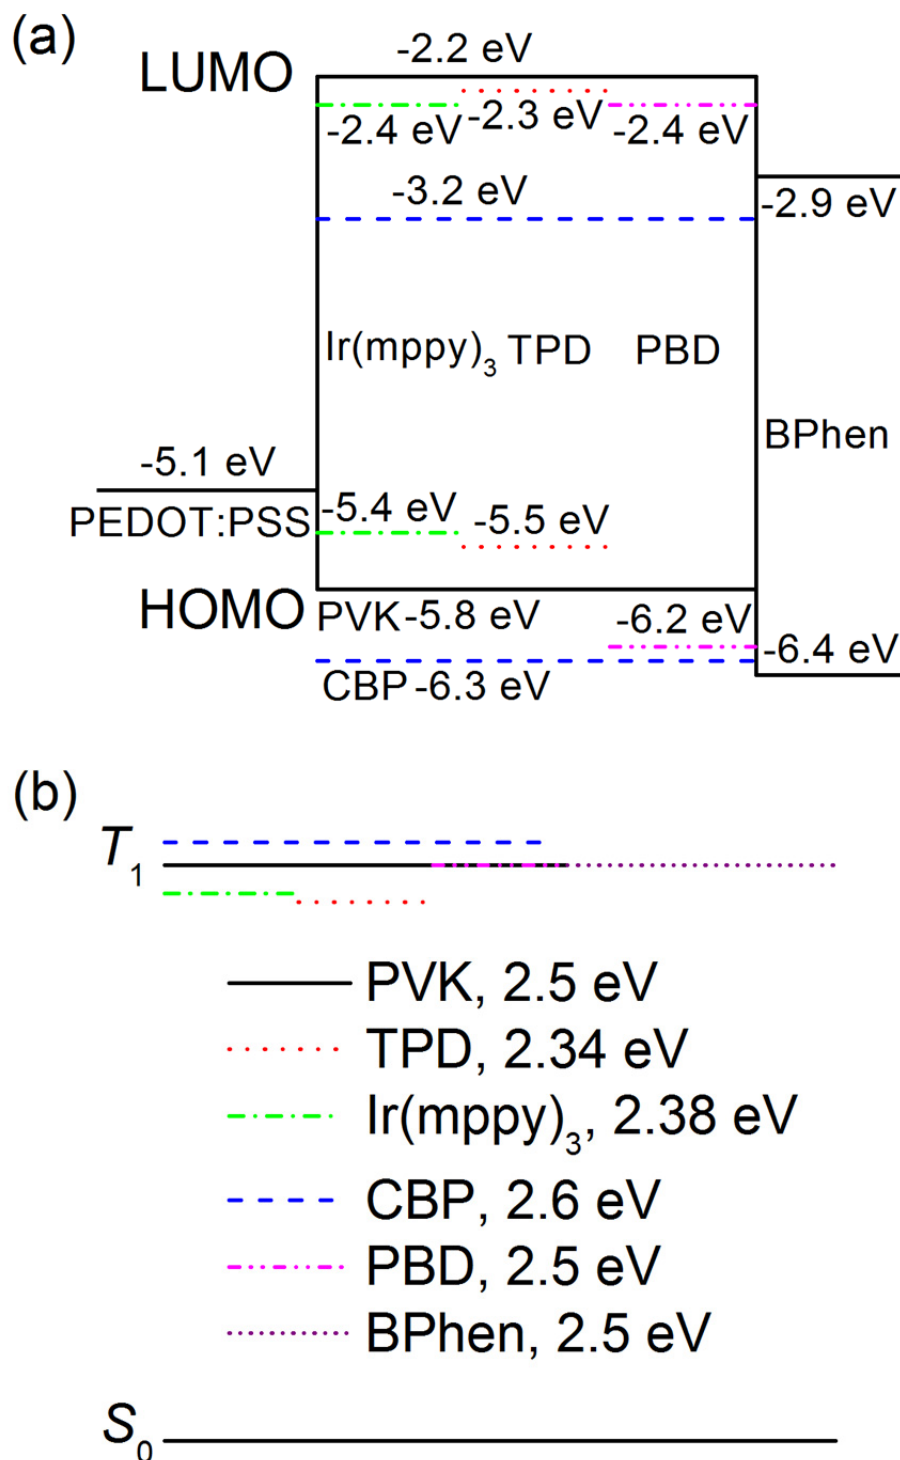 (a)
LUMO
-2.2 eV
-2.4 eV
-2.3 eV
-2.4 eV
-3.2 eV
-2.9 eV
Ir(mppy)₃ TPD PBD
BPhen
-5.1 eV
PEDOT:PSS
-5.4 eV
-5.5 eV
HOMO
PVK -5.8 eV
-6.2 eV
-6.4 eV
CBP -6.3 eV
(b)
T₁
PVK, 2.5 eV
TPD, 2.34 eV
Ir(mppy)₃, 2.38 eV
CBP, 2.6 eV
PBD, 2.5 eV
BPhen, 2.5 eV
S₀